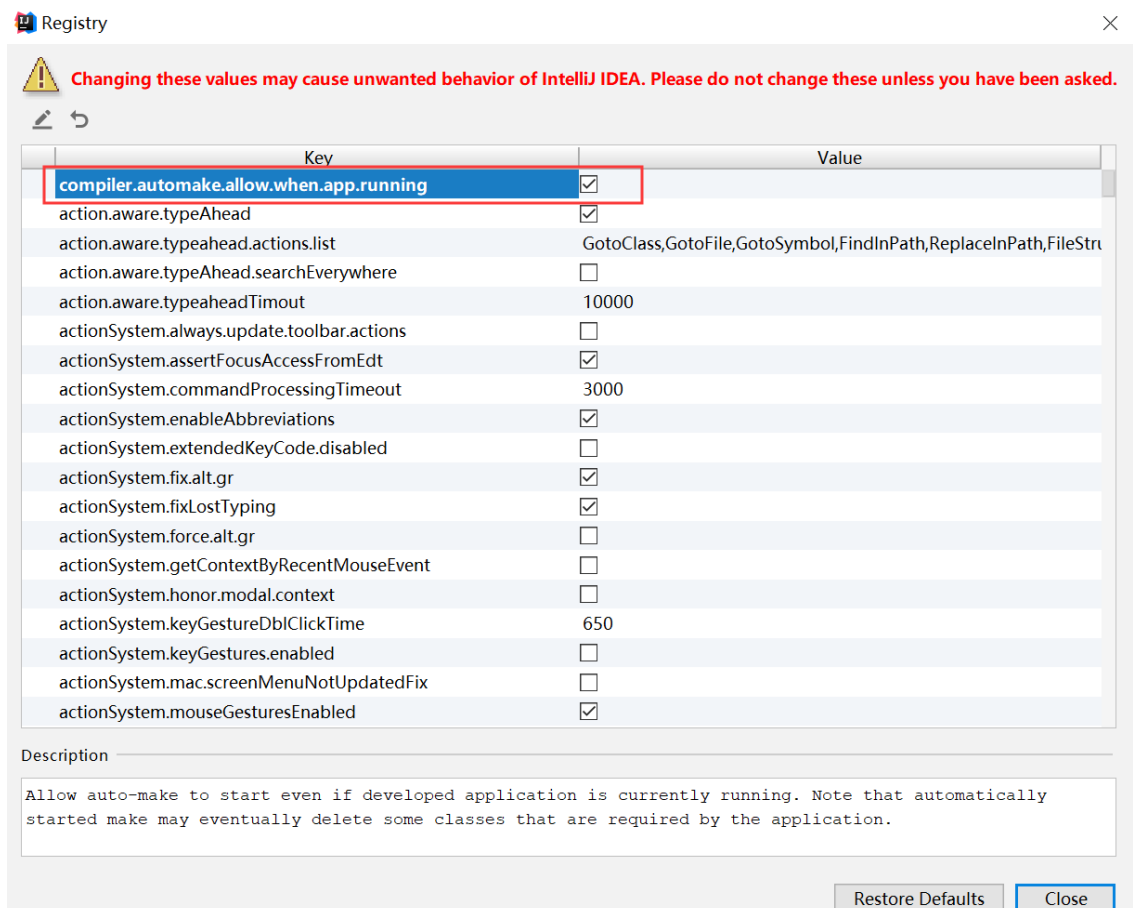 Registry
Changing these values may cause unwanted behavior of IntelliJ IDEA. Please do not change these unless you have been asked.
Key Value
compiler.automake.allow.when.app.running
action.aware.typeAhead
action.aware.typeahead.actions.list GotoClass,GotoFile,GotoSymbol,FindInPath,ReplaceInPath,FileStru
action.aware.typeAhead.searchEverywhere
action.aware.typeaheadTimout 10000
actionSystem.always.update.toolbar.actions
actionSystem.assertFocusAccessFromEdt
actionSystem.commandProcessingTimeout 3000
actionSystem.enableAbbreviations
actionSystem.extendedKeyCode.disabled
actionSystem.fix.alt.gr
actionSystem.fixLostTyping
actionSystem.force.alt.gr
actionSystem.getContextByRecentMouseEvent
actionSystem.honor.modal.context
actionSystem.keyGestureDblClickTime 650
actionSystem.keyGestures.enabled
actionSystem.mac.screenMenuNotUpdatedFix
actionSystem.mouseGesturesEnabled
Description
Allow auto-make to start even if developed application is currently running. Note that automatically
started make may eventually delete some classes that are required by the application.
Restore Defaults Close